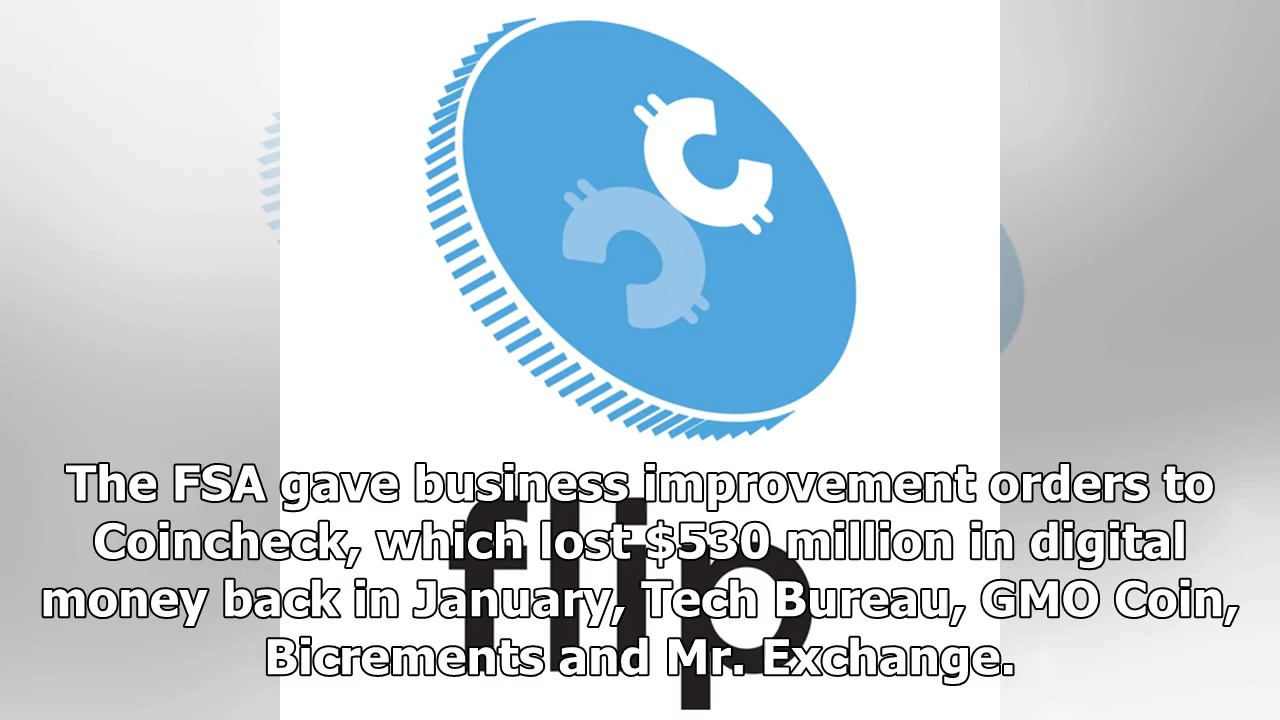 The FSA gave business improvement orders to
Coincheck, which lost $530 million in digital
money back in January, Tech Bureau, GMO Coin,
Bicrements and Mr. Exchange.
flip